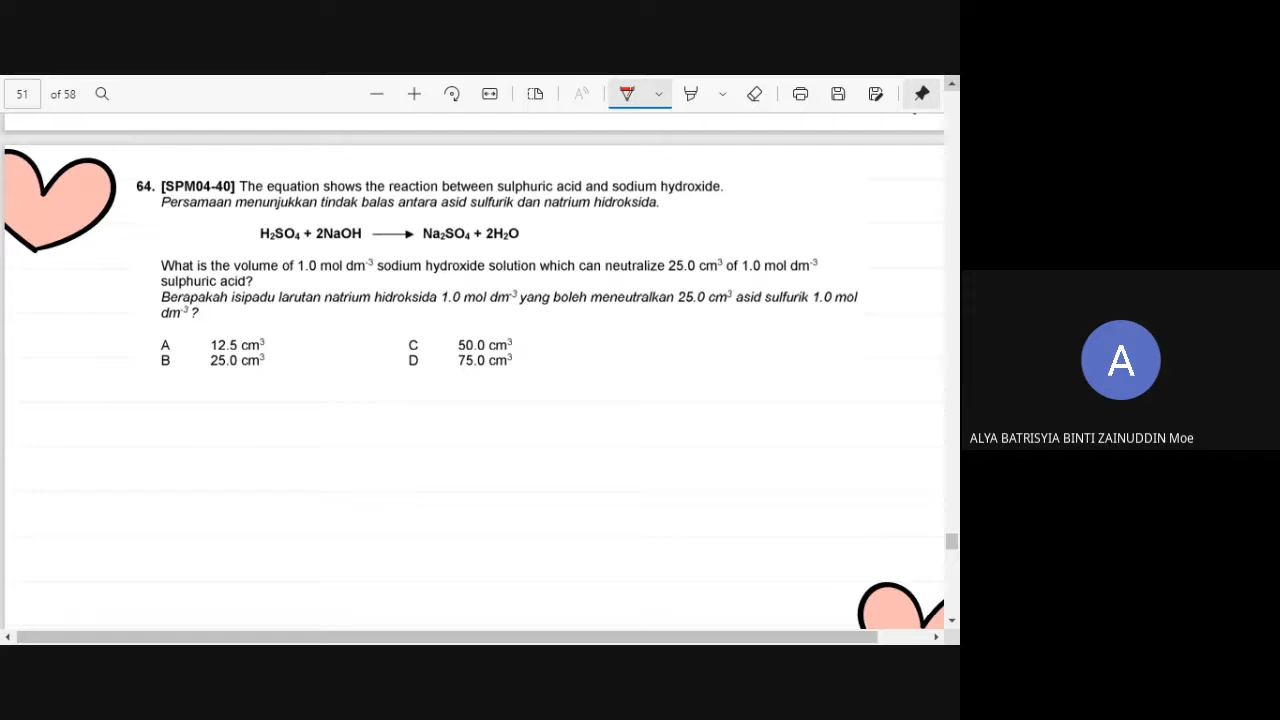 51 of 58
64. [SPM04-40] The equation shows the reaction between sulphuric acid and sodium hydroxide.
Persamaan menunjukkan tindak balas antara asid sulfurik dan natrium hidroksida.
H₂SO₄ + 2NaOH ⟶ Na₂SO₄ + 2H₂O
What is the volume of 1.0 mol dm⁻³ sodium hydroxide solution which can neutralize 25.0 cm³ of 1.0 mol dm⁻³
sulphuric acid?
Berapakah isipadu larutan natrium hidroksida 1.0 mol dm⁻³ yang boleh meneutralkan 25.0 cm³ asid sulfurik 1.0 mol
dm⁻³ ?
A 12.5 cm³ C 50.0 cm³
B 25.0 cm³ D 75.0 cm³
A
ALYA BATRISYIA BINTI ZAINUDDIN Moe